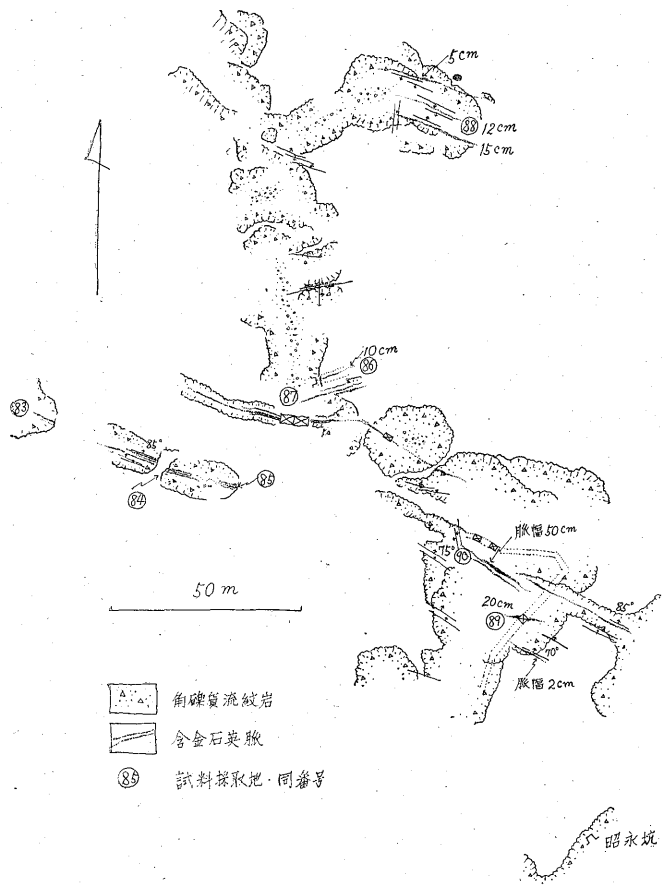 5cm
88 12cm
15cm
10cm
86
87
83
85°
84
85
脈幅50cm
75°
90
50m
20cm
89
85°
70°
脈幅2cm
角礫質流紋岩
含金石英脈
85 試料採取地・同番号
昭永坑